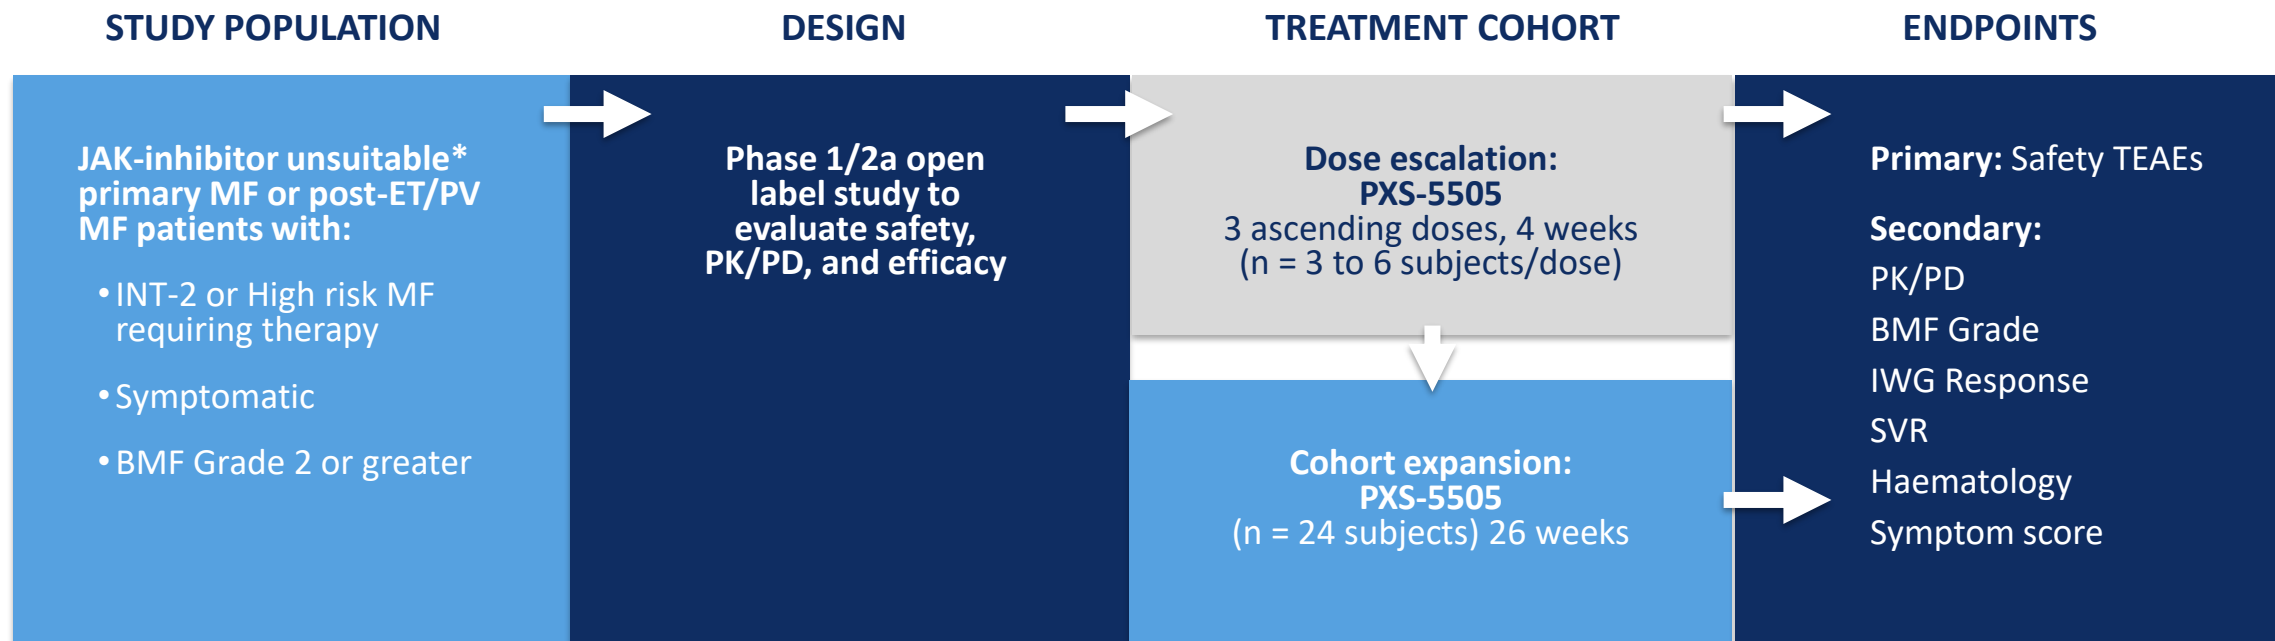 STUDY POPULATION
JAK-inhibitor unsuitable*
primary MF or post-ET/PV
MF patients with:
• INT-2 or High risk MF
requiring therapy
• Symptomatic
• BMF Grade 2 or greater
DESIGN
Phase 1/2a open
label study to
evaluate safety,
PK/PD, and efficacy
TREATMENT COHORT
Dose escalation:
PXS-5505
3 ascending doses, 4 weeks
(n = 3 to 6 subjects/dose)
Cohort expansion:
PXS-5505
(n = 24 subjects) 26 weeks
ENDPOINTS
Primary: Safety TEAEs
Secondary:
PK/PD
BMF Grade
IWG Response
SVR
Haematology
Symptom score